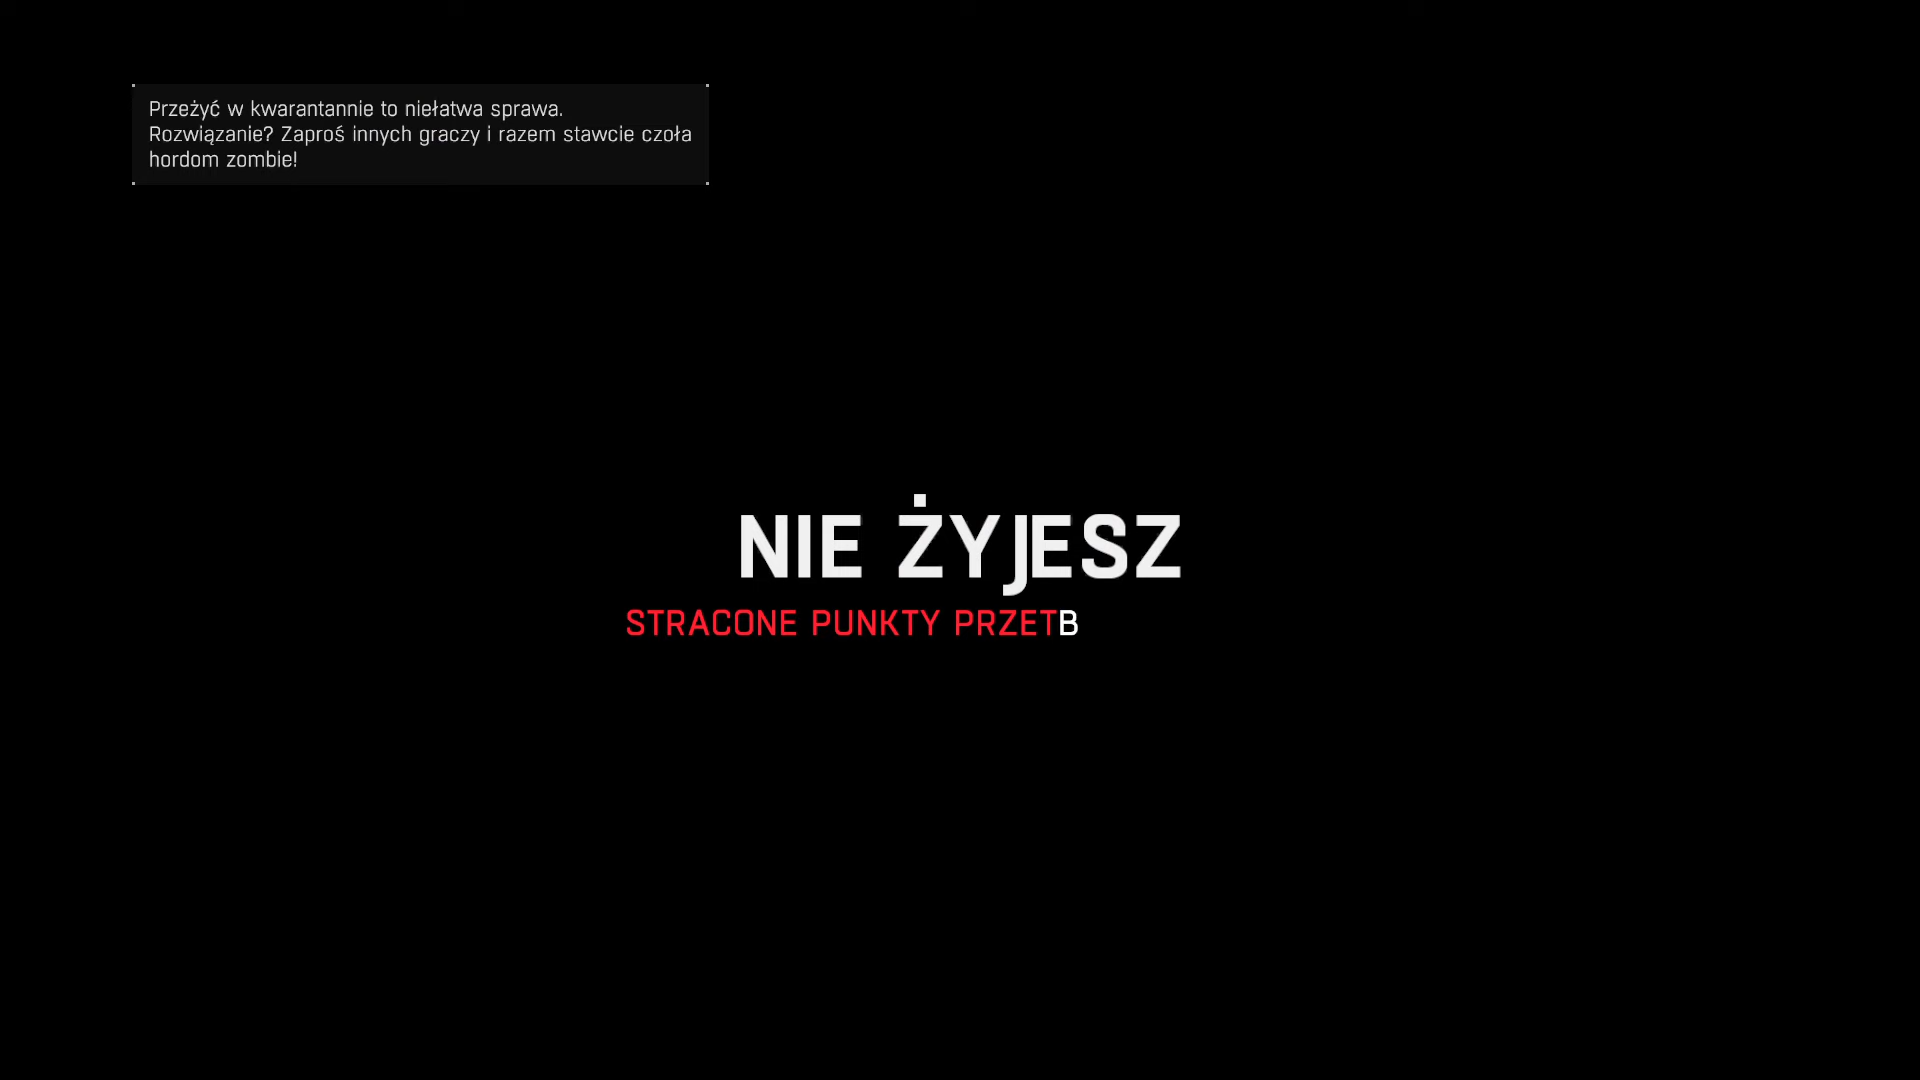 Przeżyć w kwarantannie to niełatwa sprawa.
Rozwiązanie? Zaproś innych graczy i razem stawcie czoła
hordom zombie!
NIE ŻYJESZ
STRACONE PUNKTY PRZETB